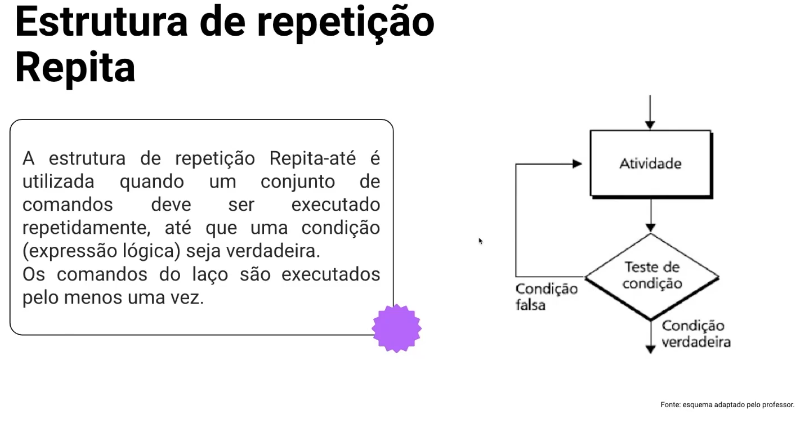 Estrutura de repetição
Repita
A estrutura de repetição Repita-até é
utilizada quando um conjunto de
comandos deve ser executado
repetidamente, até que uma condição
(expressão lógica) seja verdadeira.
Os comandos do laço são executados
pelo menos uma vez.
Atividade
Teste de
condição
Condição
falsa
Condição
verdadeira
Fonte: esquema adaptado pelo professor.